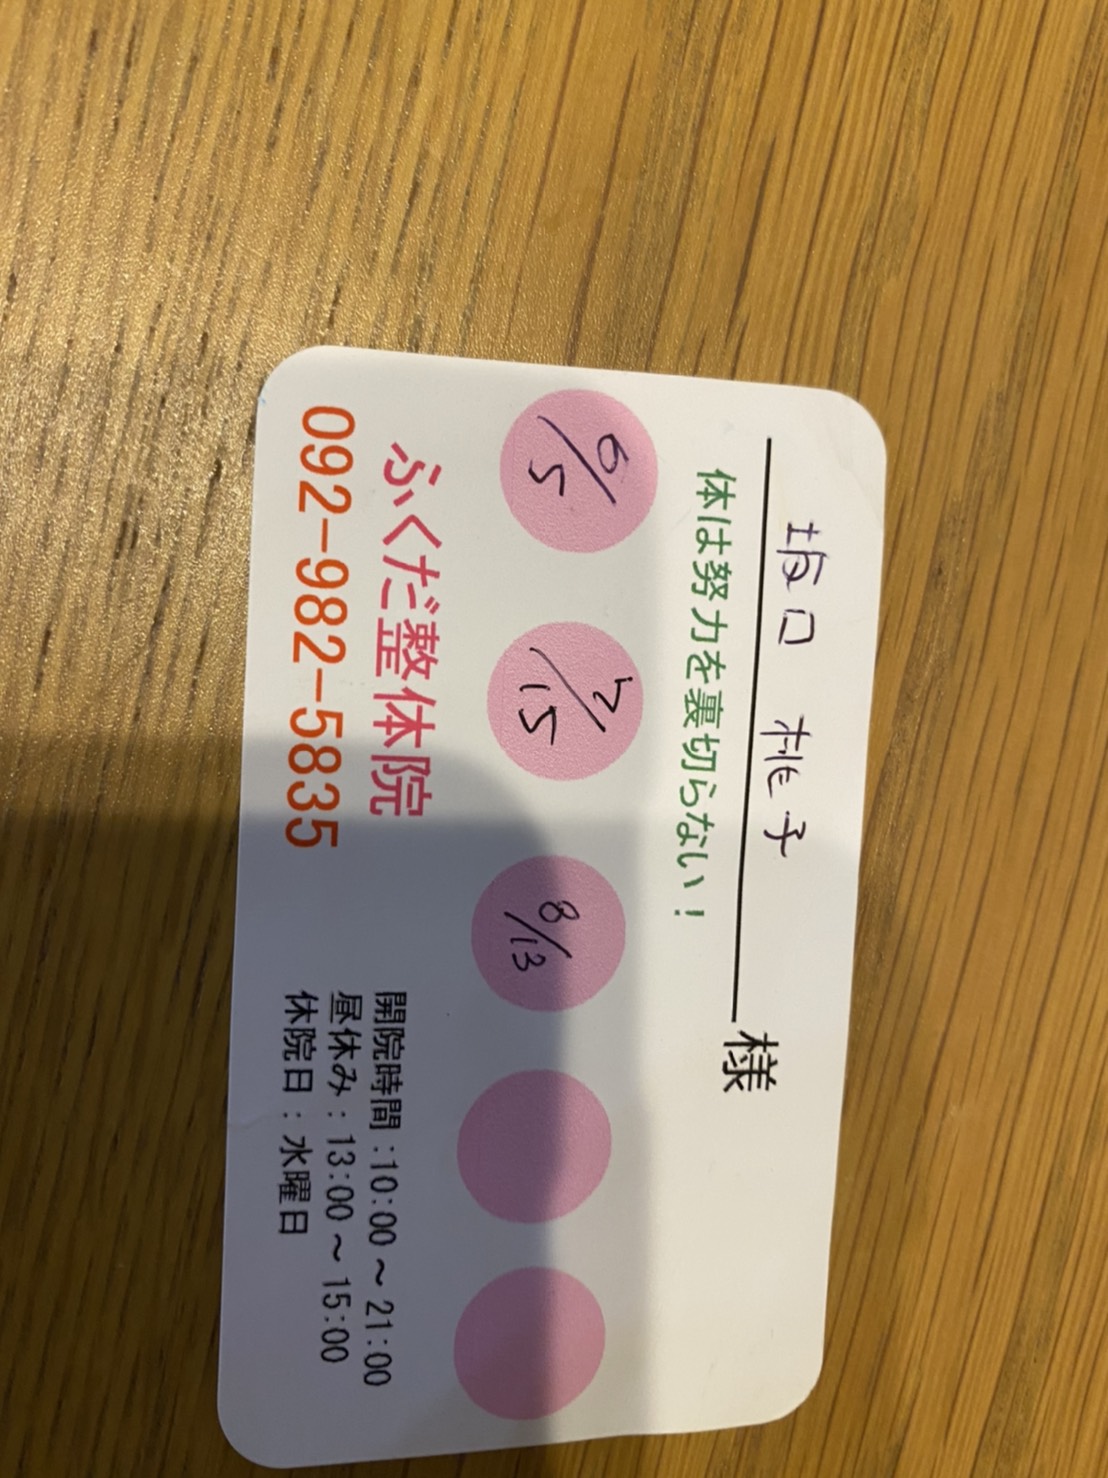 坂口 桃子 様
体は努力を裏切らない!
6/5 7/15 8/13
ふくだ整体院
092-982-5835
開院時間:10:00～21:00
昼休み:13:00～15:00
休院日:水曜日